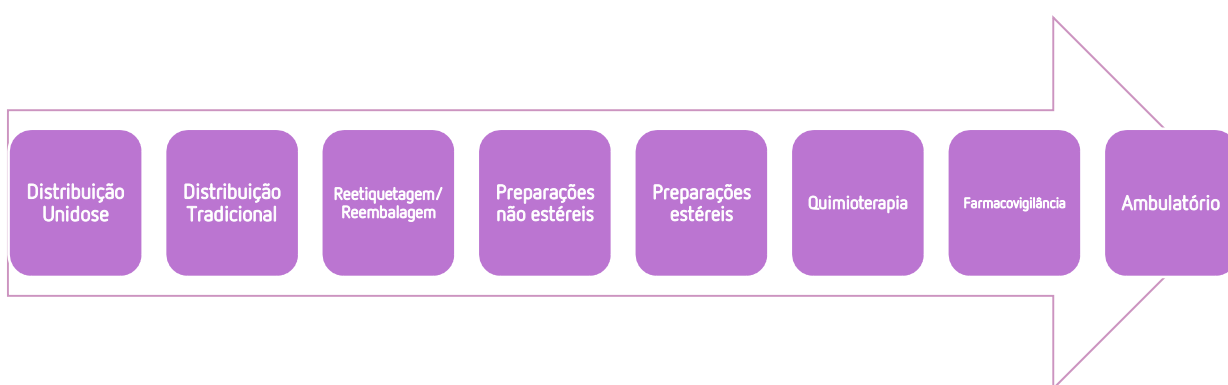 Distribuição
Unidose
Distribuição
Tradicional
Reetiquetagem/
Reembalagem
Preparações
não estéreis
Preparações
estéreis
Quimioterapia
Farmacovigilância
Ambulatório